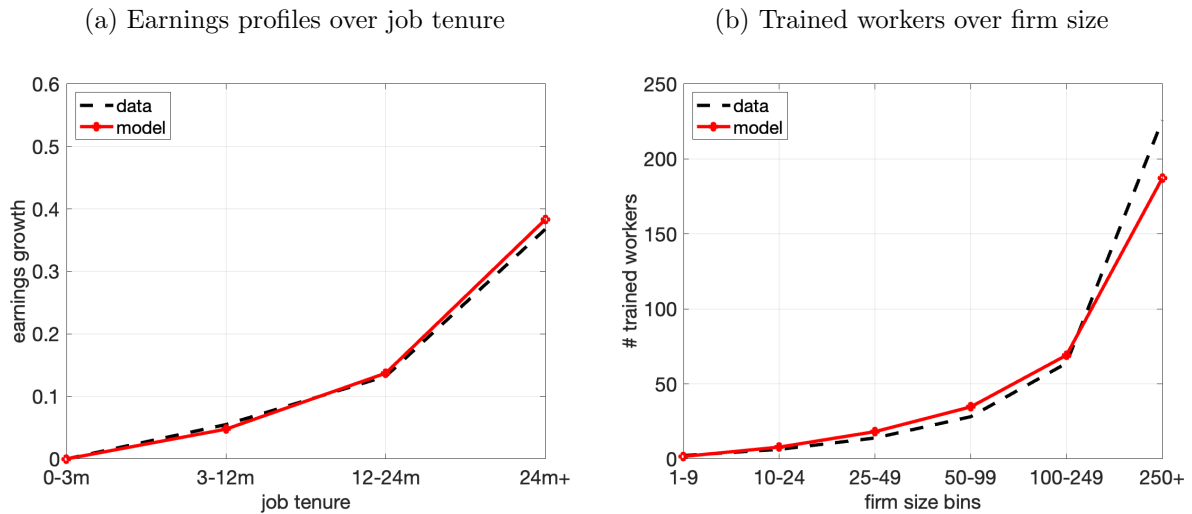 (a) Earnings profiles over job tenure
0.6
0.5
0.4
0.3
0.2
0.1
0
earnings growth
data
model
0-3m
3-12m
12-24m
24m+
job tenure
(b) Trained workers over firm size
250
200
150
100
50
0
# trained workers
data
model
1-9
10-24
25-49
50-99
100-249
250+
firm size bins